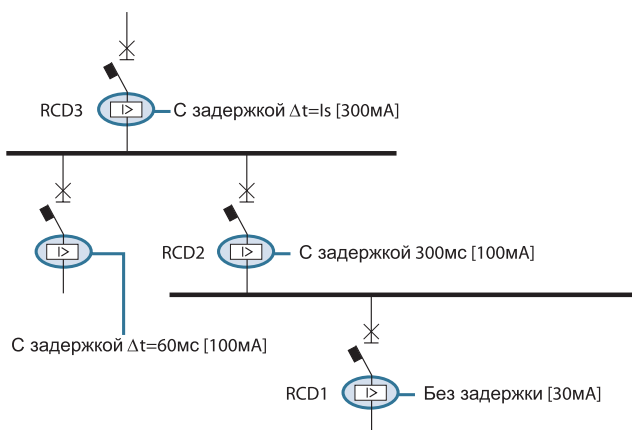 RCD3
С задержкой Δt=Is [300мА]
RCD2
С задержкой 300мс [100мА]
С задержкой Δt=60мс [100мА]
RCD1
Без задержки [30мА]
I>
I>
I>
I>